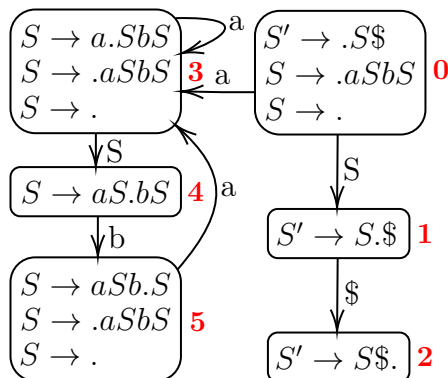 S → a.SbS
S → .aSbS
S → .
3
a
a
S' → .S$
S → .aSbS
S → .
0
S
S
S → aS.bS
4
a
b
S' → S.$
1
$
S → aSb.S
S → .aSbS
S → .
5
S' → S$.
2